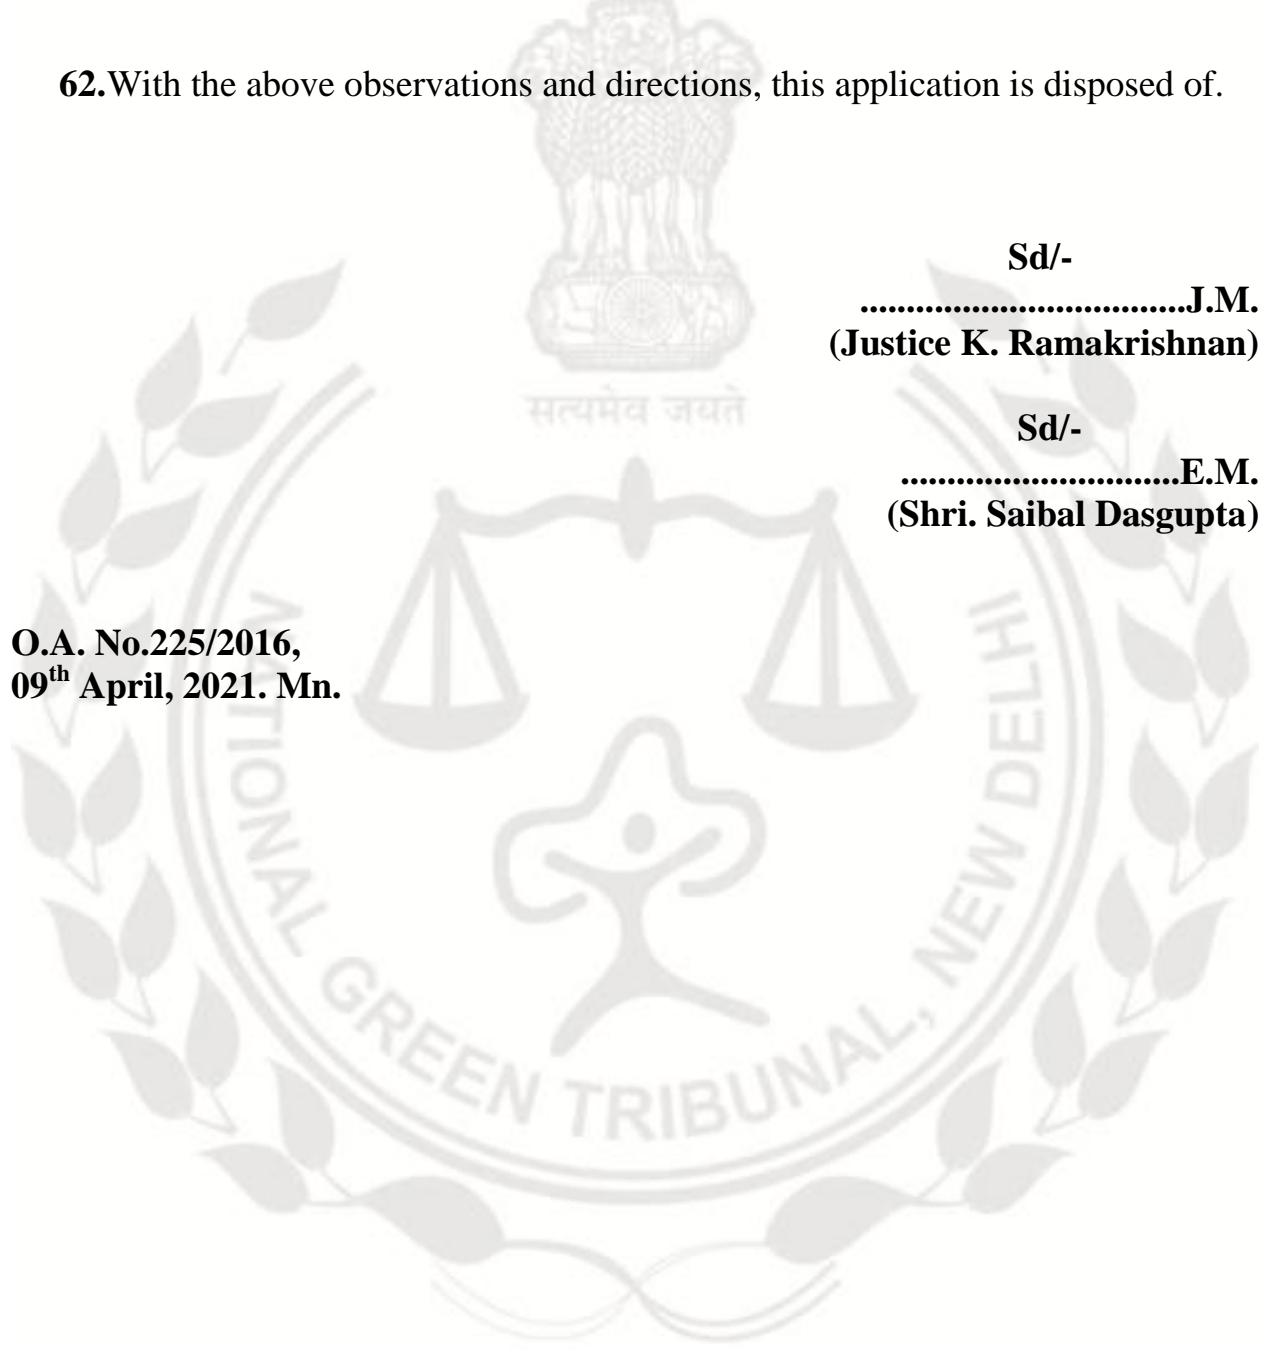 62.With the above observations and directions, this application is disposed of.
Sd/-
...................................J.M.
(Justice K. Ramakrishnan)
सत्यमेव जयते
Sd/-
..............................E.M.
(Shri. Saibal Dasgupta)
O.A. No.225/2016,
09th April, 2021. Mn.
NATIONAL GREEN TRIBUNAL, NEW DELHI